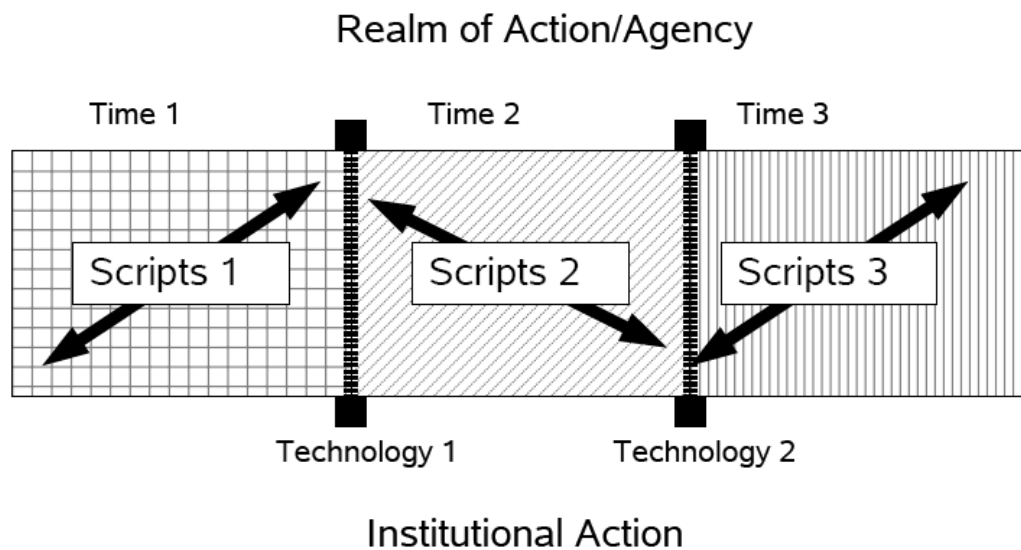 Realm of Action/Agency
Time 1
Time 2
Time 3
Scripts 1
Scripts 2
Scripts 3
Technology 1
Technology 2
Institutional Action